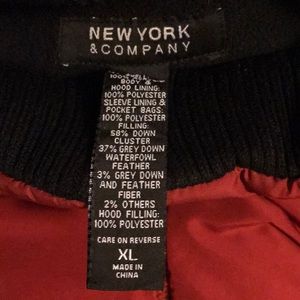 NEW YORK
& COMPANY
BODY &
HOOD LINING:
100% POLYESTER
SLEEVE LINING &
POCKET BAGS:
100% POLYESTER
FILLING:
58% DOWN
CLUSTER
37% GREY DOWN
WATERFOWL
FEATHER
3% GREY DOWN
AND FEATHER
FIBER
2% OTHERS
HOOD FILLING:
100% POLYESTER
CARE ON REVERSE
XL
MADE IN
CHINA